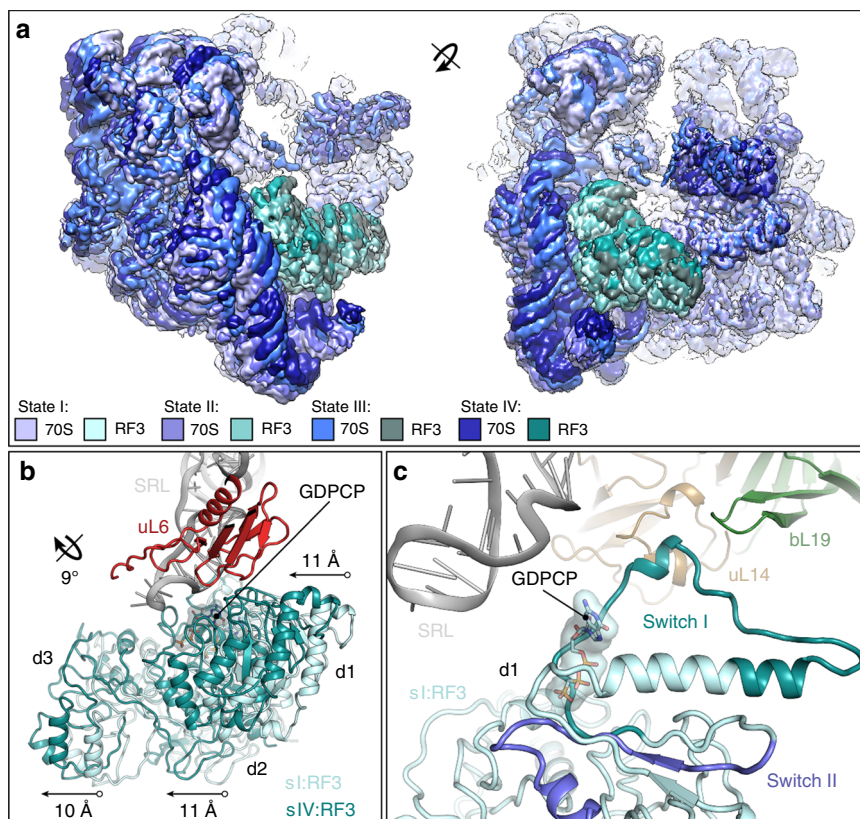 a
State I: State II: State III: State IV:
70S RF3 70S RF3 70S RF3 70S RF3
b
SRL
GDPCP
uL6
9°
11 Å
d3
d1
d2
sI:RF3
10 Å
11 Å
sIV:RF3
c
bL19
GDPCP
uL14
SRL
Switch I
d1
sI:RF3
Switch II